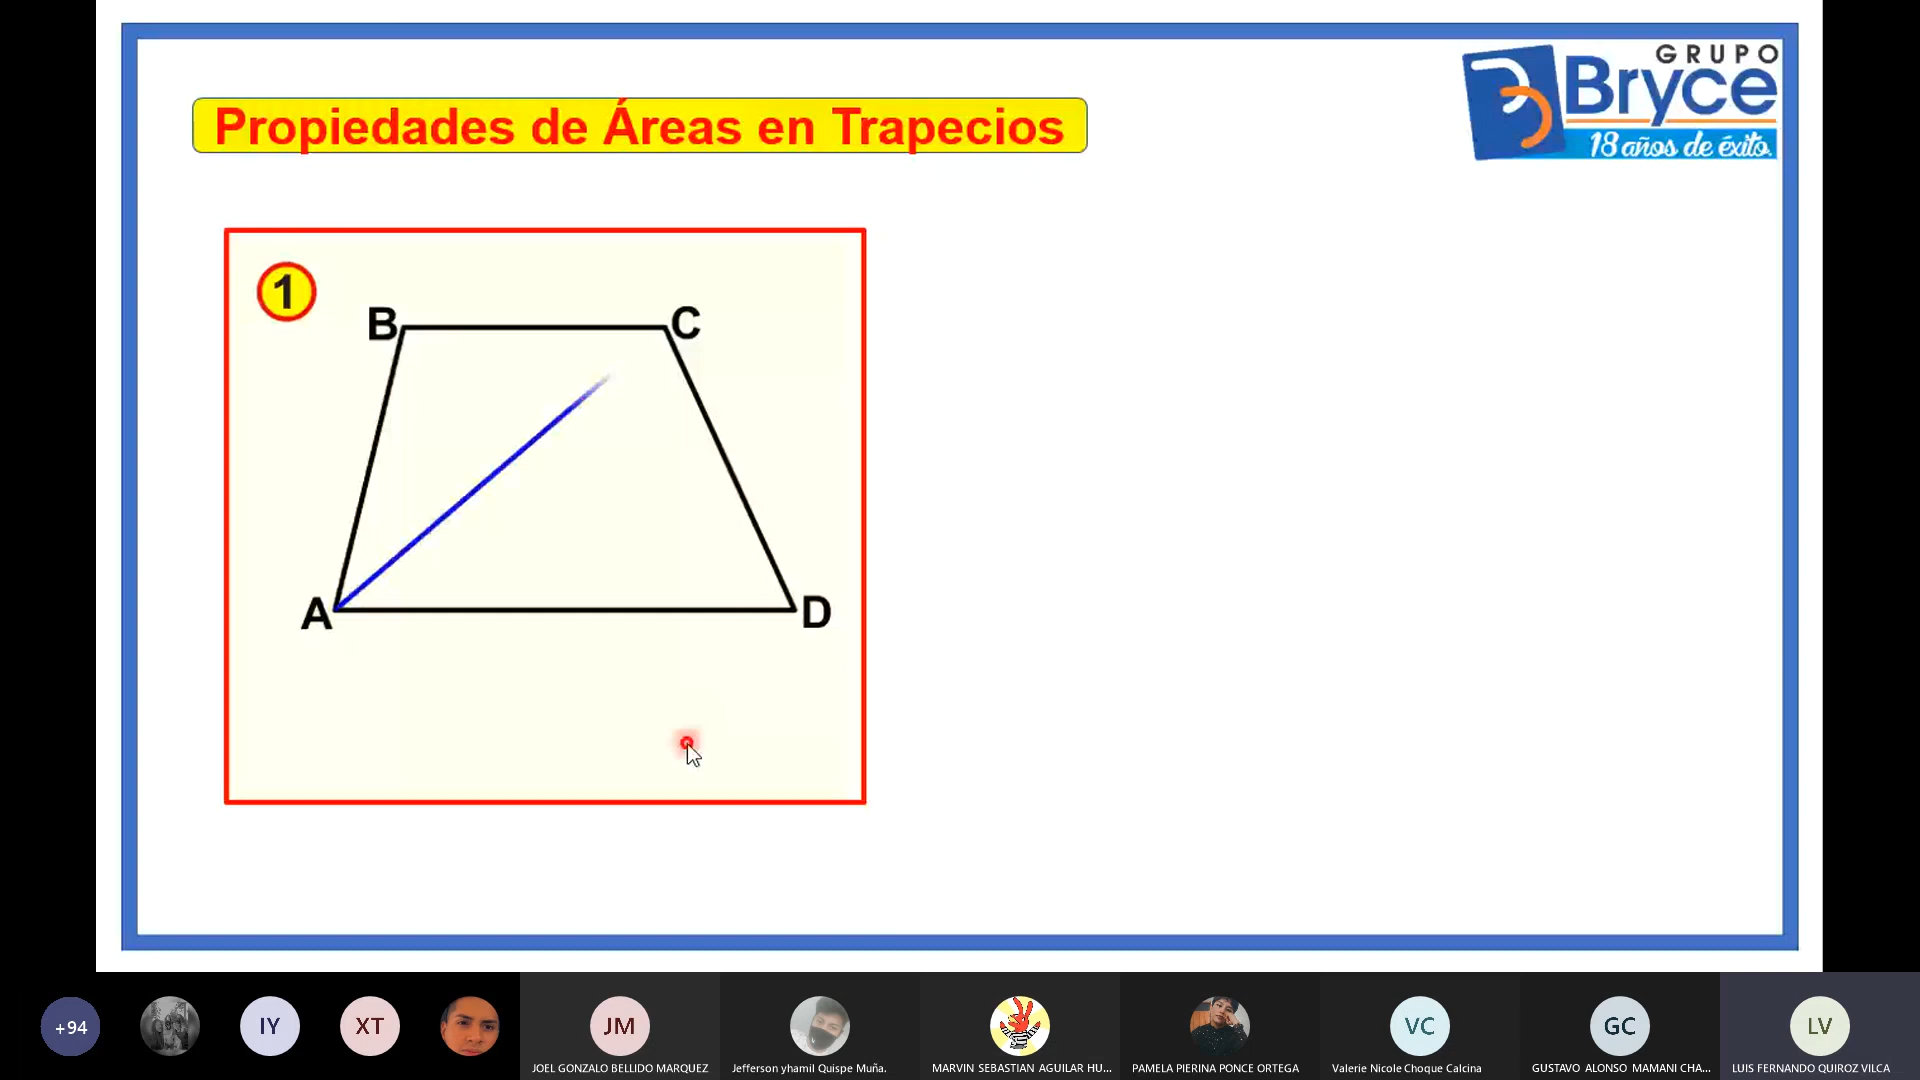 GRUPO
Bryce
18 años de éxito.
Propiedades de Áreas en Trapecios
1
B
C
A
D
+94
IY
XT
JM
VC
GC
LV
JOEL GONZALO BELLIDO MARQUEZ
Jefferson yhamil Quispe Muña.
MARVIN SEBASTIAN AGUILAR HU...
PAMELA PIERINA PONCE ORTEGA
Valerie Nicole Choque Calcina
GUSTAVO ALONSO MAMANI CHA...
LUIS FERNANDO QUIROZ VILCA